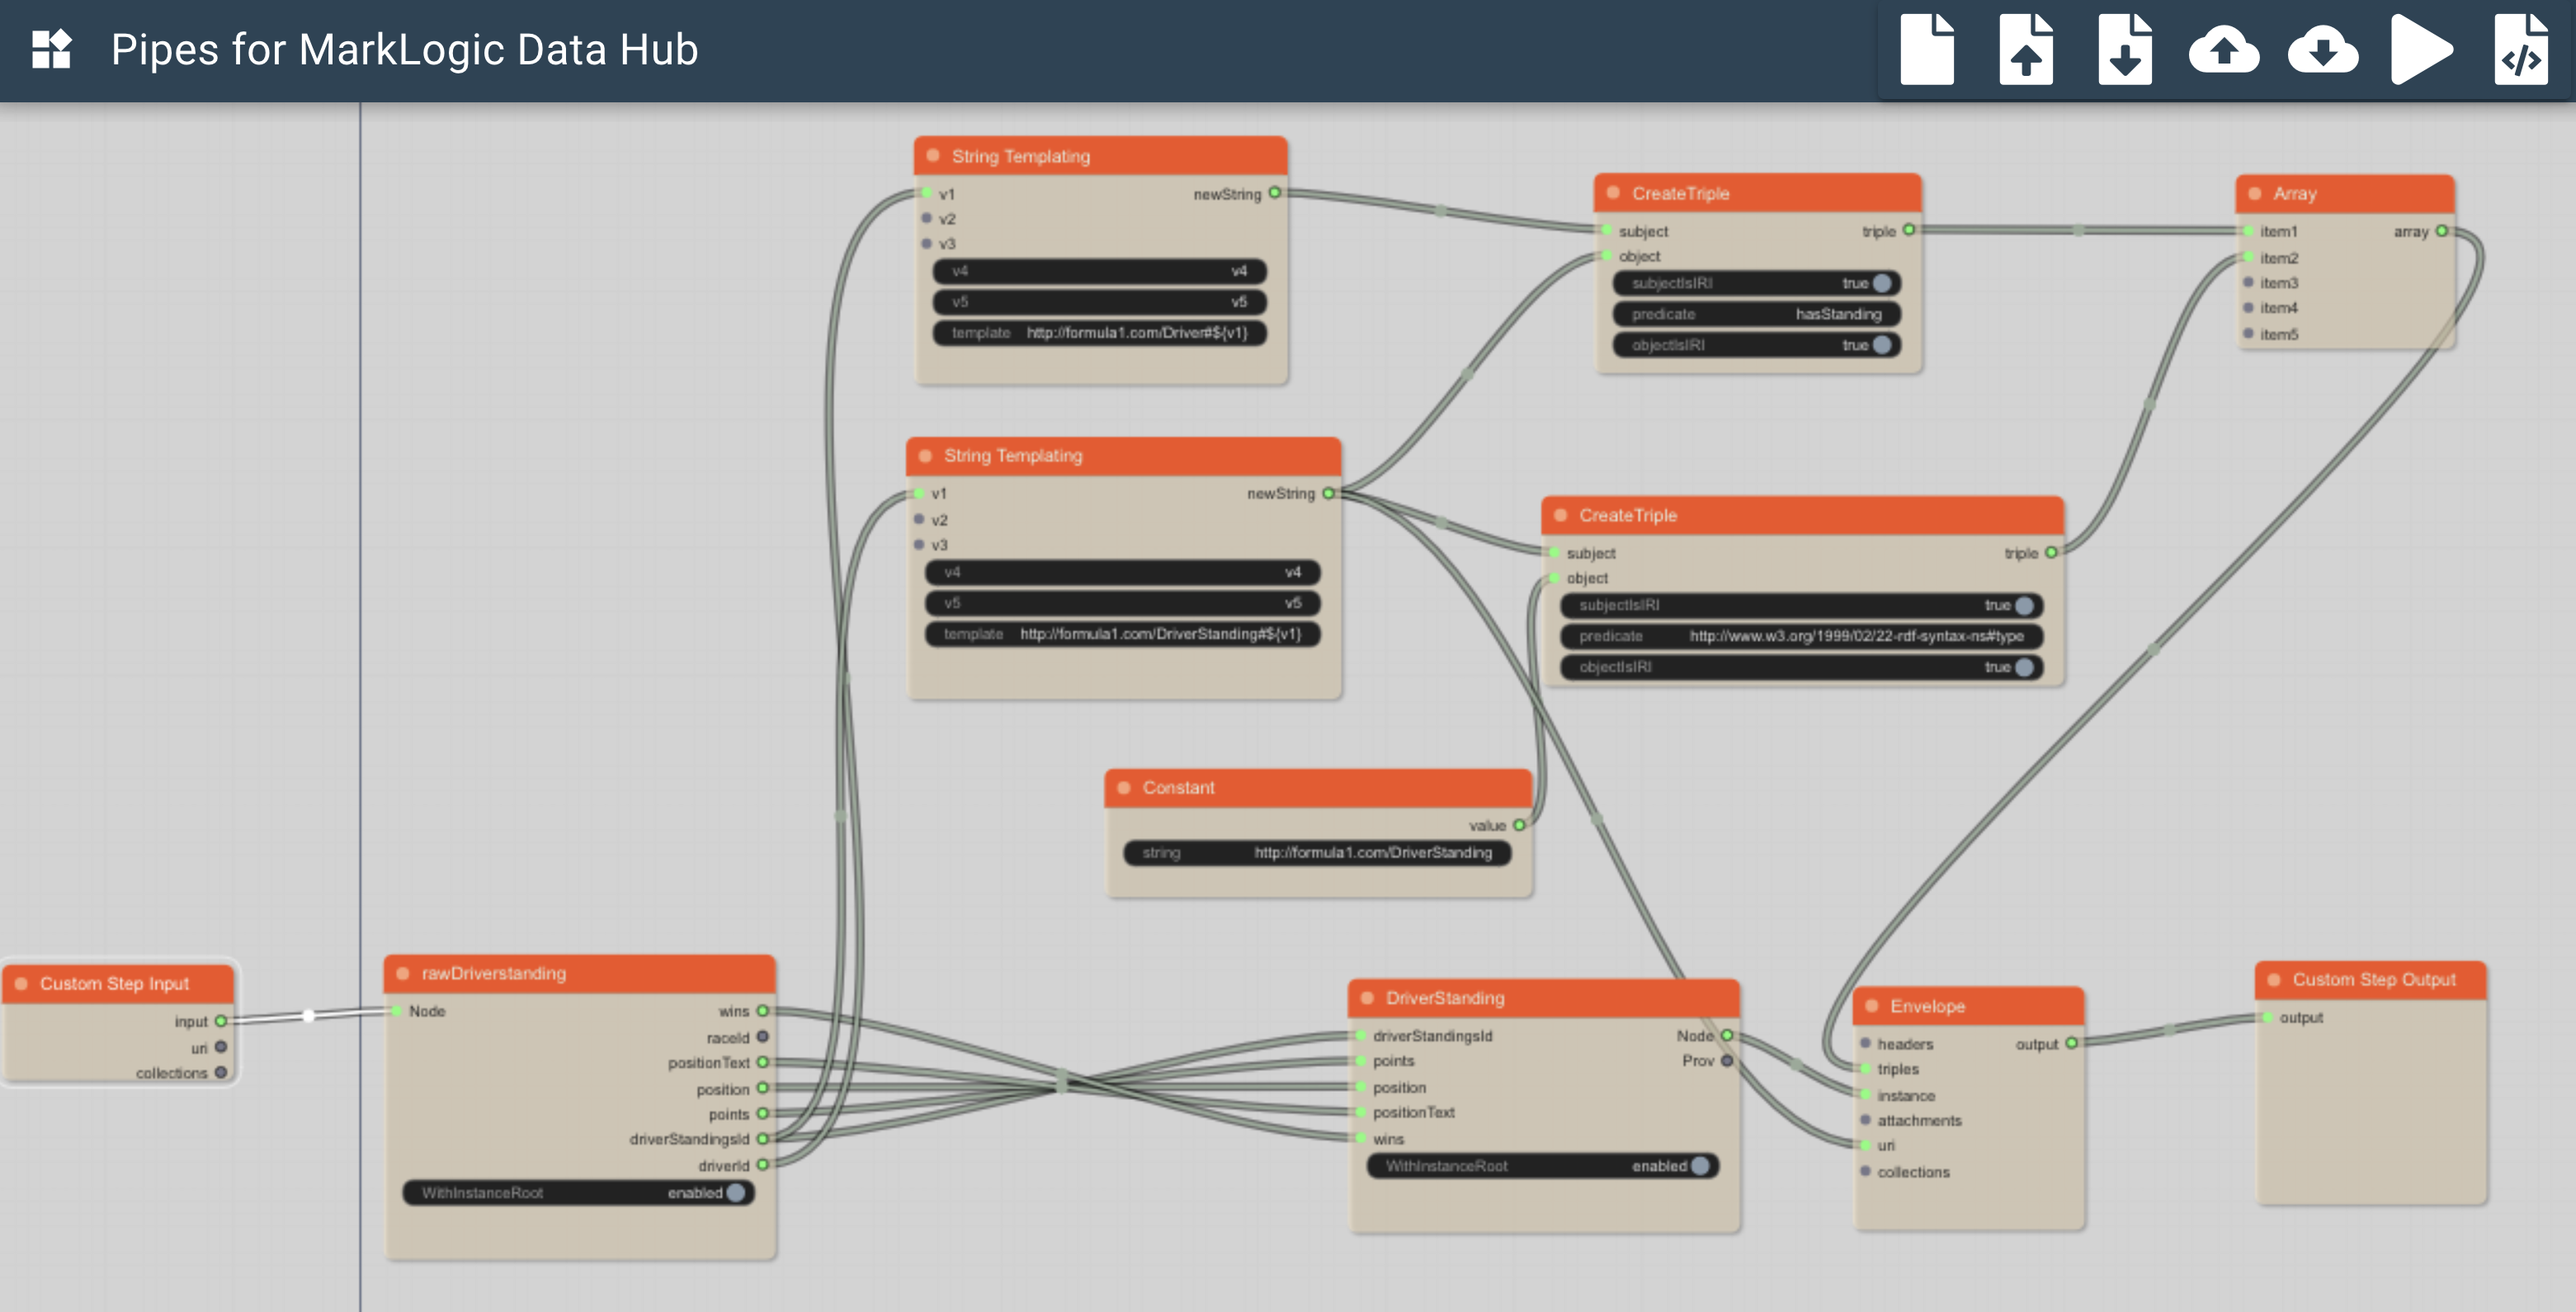 Pipes for MarkLogic Data Hub
String Templating
v1 newString
v2
v3
v4 v4
v5 v5
template http://formula1.com/Driver#${v1}
CreateTriple
subject triple
object
subjectIsIRI true
predicate hasStanding
objectIsIRI true
Array
item1 array
item2
item3
item4
item5
String Templating
v1 newString
v2
v3
v4 v4
v5 v5
template http://formula1.com/DriverStanding#${v1}
CreateTriple
subject triple
object
subjectIsIRI true
predicate http://www.w3.org/1999/02/22-rdf-syntax-ns#type
objectIsIRI true
Constant
value
string http://formula1.com/DriverStanding
Custom Step Input
input
uri
collections
rawDriverstanding
Node wins
raceId
positionText
position
points
driverStandingsId
driverId
WithInstanceRoot enabled
DriverStanding
driverStandingsId Node
points Prov
position
positionText
wins
WithInstanceRoot enabled
Envelope
headers output
triples
instance
attachments
uri
collections
Custom Step Output
output